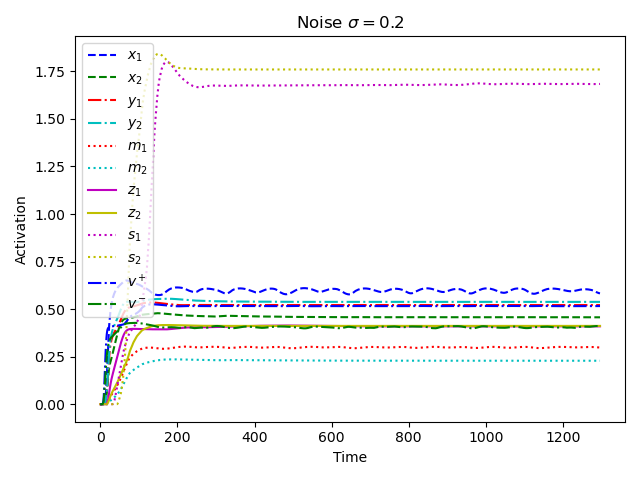 Noise σ = 0.2
Activation
1.75
1.50
1.25
1.00
0.75
0.50
0.25
0.00
x₁
x₂
y₁
y₂
m₁
m₂
z₁
z₂
s₁
s₂
v⁺
v⁻
0 200 400 600 800 1000 1200
Time